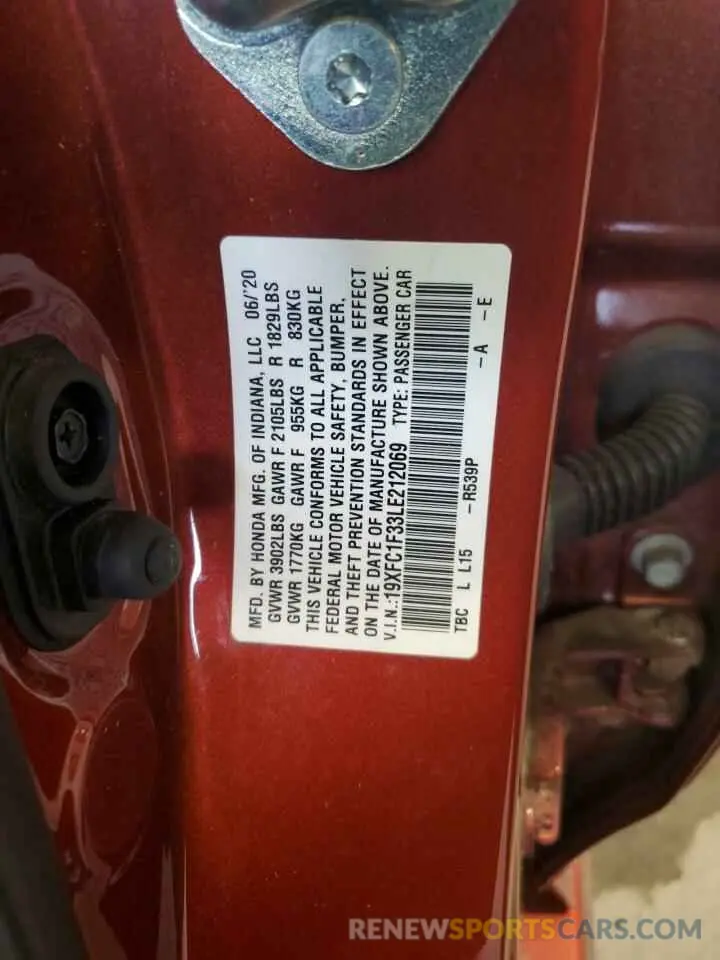 MFD. BY HONDA MFG. OF INDIANA, LLC 06/'20
GVWR 3902LBS GAWR F 2105LBS R 1829LBS
GVWR 1770KG GAWR F 955KG R 830KG
THIS VEHICLE CONFORMS TO ALL APPLICABLE
FEDERAL MOTOR VEHICLE SAFETY, BUMPER,
AND THEFT PREVENTION STANDARDS IN EFFECT
ON THE DATE OF MANUFACTURE SHOWN ABOVE.
V.I.N.:19XFC1F33LE212069 TYPE: PASSENGER CAR
TBC L L15 -R539P -A -E
RENEWSPORTSCARS.COM